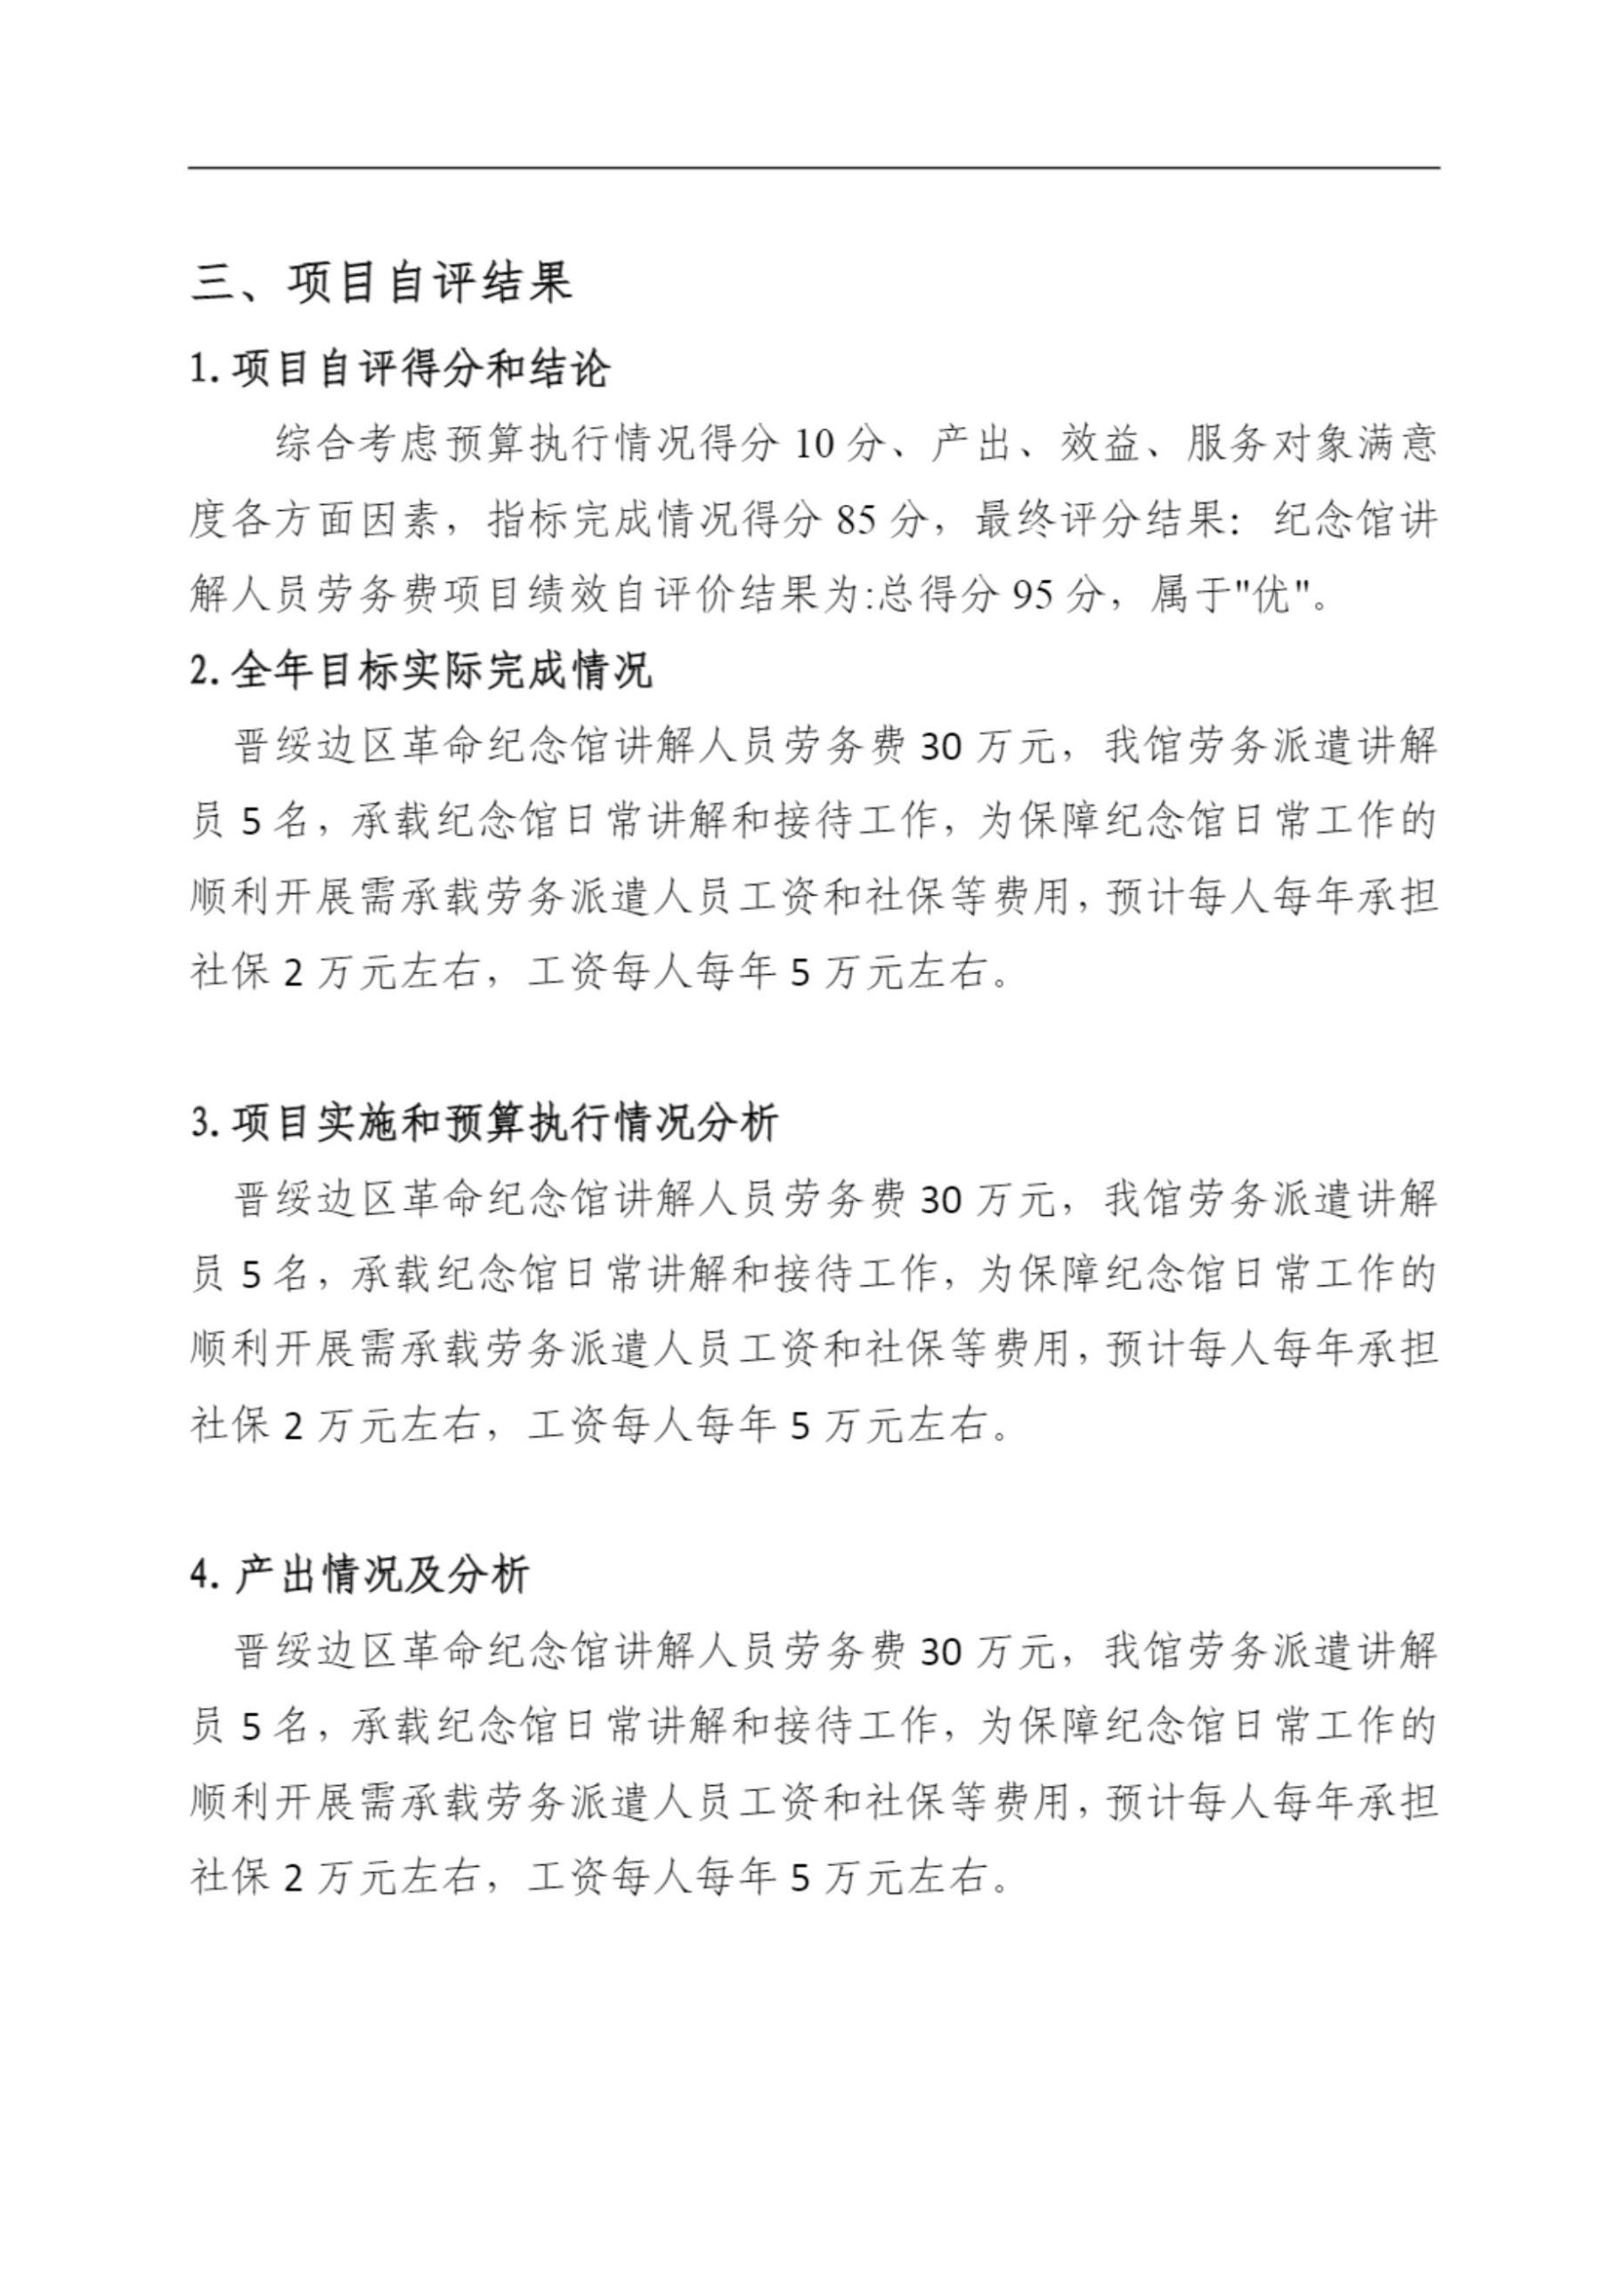 三、项目自评结果
1.项目自评得分和结论
综合考虑预算执行情况得分 10 分、产出、效益、服务对象满意
度各方面因素，指标完成情况得分 85 分，最终评分结果：纪念馆讲
解人员劳务费项目绩效自评价结果为:总得分 95 分，属于"优"。
2.全年目标实际完成情况
晋绥边区革命纪念馆讲解人员劳务费 30 万元，我馆劳务派遣讲解
员 5 名，承载纪念馆日常讲解和接待工作，为保障纪念馆日常工作的
顺利开展需承载劳务派遣人员工资和社保等费用，预计每人每年承担
社保 2 万元左右，工资每人每年 5 万元左右。
3.项目实施和预算执行情况分析
晋绥边区革命纪念馆讲解人员劳务费 30 万元，我馆劳务派遣讲解
员 5 名，承载纪念馆日常讲解和接待工作，为保障纪念馆日常工作的
顺利开展需承载劳务派遣人员工资和社保等费用，预计每人每年承担
社保 2 万元左右，工资每人每年 5 万元左右。
4. 产出情况及分析
晋绥边区革命纪念馆讲解人员劳务费 30 万元，我馆劳务派遣讲解
员 5 名，承载纪念馆日常讲解和接待工作，为保障纪念馆日常工作的
顺利开展需承载劳务派遣人员工资和社保等费用，预计每人每年承担
社保 2 万元左右，工资每人每年 5 万元左右。